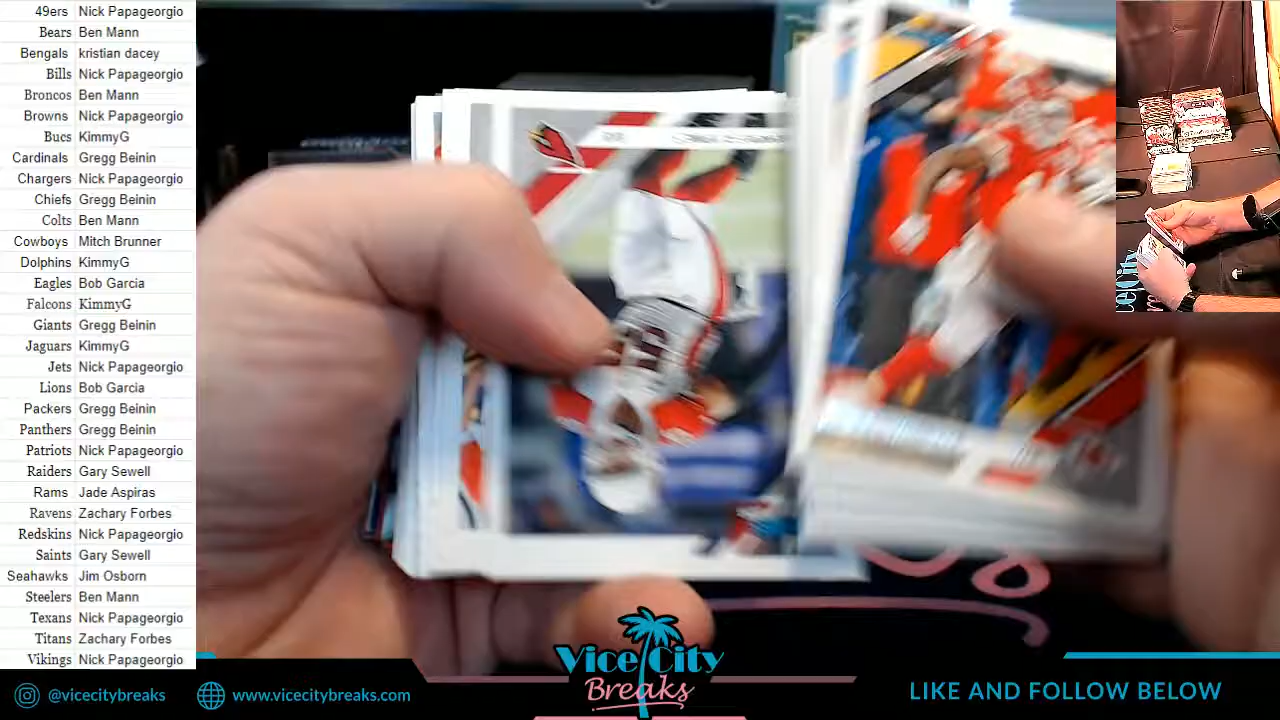 49ers Nick Papageorgio
Bears Ben Mann
Bengals kristian dacey
Bills Nick Papageorgio
Broncos Ben Mann
Browns Nick Papageorgio
Bucs KimmyG
Cardinals Gregg Beinin
Chargers Nick Papageorgio
Chiefs Gregg Beinin
Colts Ben Mann
Cowboys Mitch Brunner
Dolphins KimmyG
Eagles Bob Garcia
Falcons KimmyG
Giants Gregg Beinin
Jaguars KimmyG
Jets Nick Papageorgio
Lions Bob Garcia
Packers Gregg Beinin
Panthers Gregg Beinin
Patriots Nick Papageorgio
Raiders Gary Sewell
Rams Jade Aspiras
Ravens Zachary Forbes
Redskins Nick Papageorgio
Saints Gary Sewell
Seahawks Jim Osborn
Steelers Ben Mann
Texans Nick Papageorgio
Titans Zachary Forbes
Vikings Nick Papageorgio
@vicecitybreaks
www.vicecitybreaks.com
Vice City
Breaks
LIKE AND FOLLOW BELOW